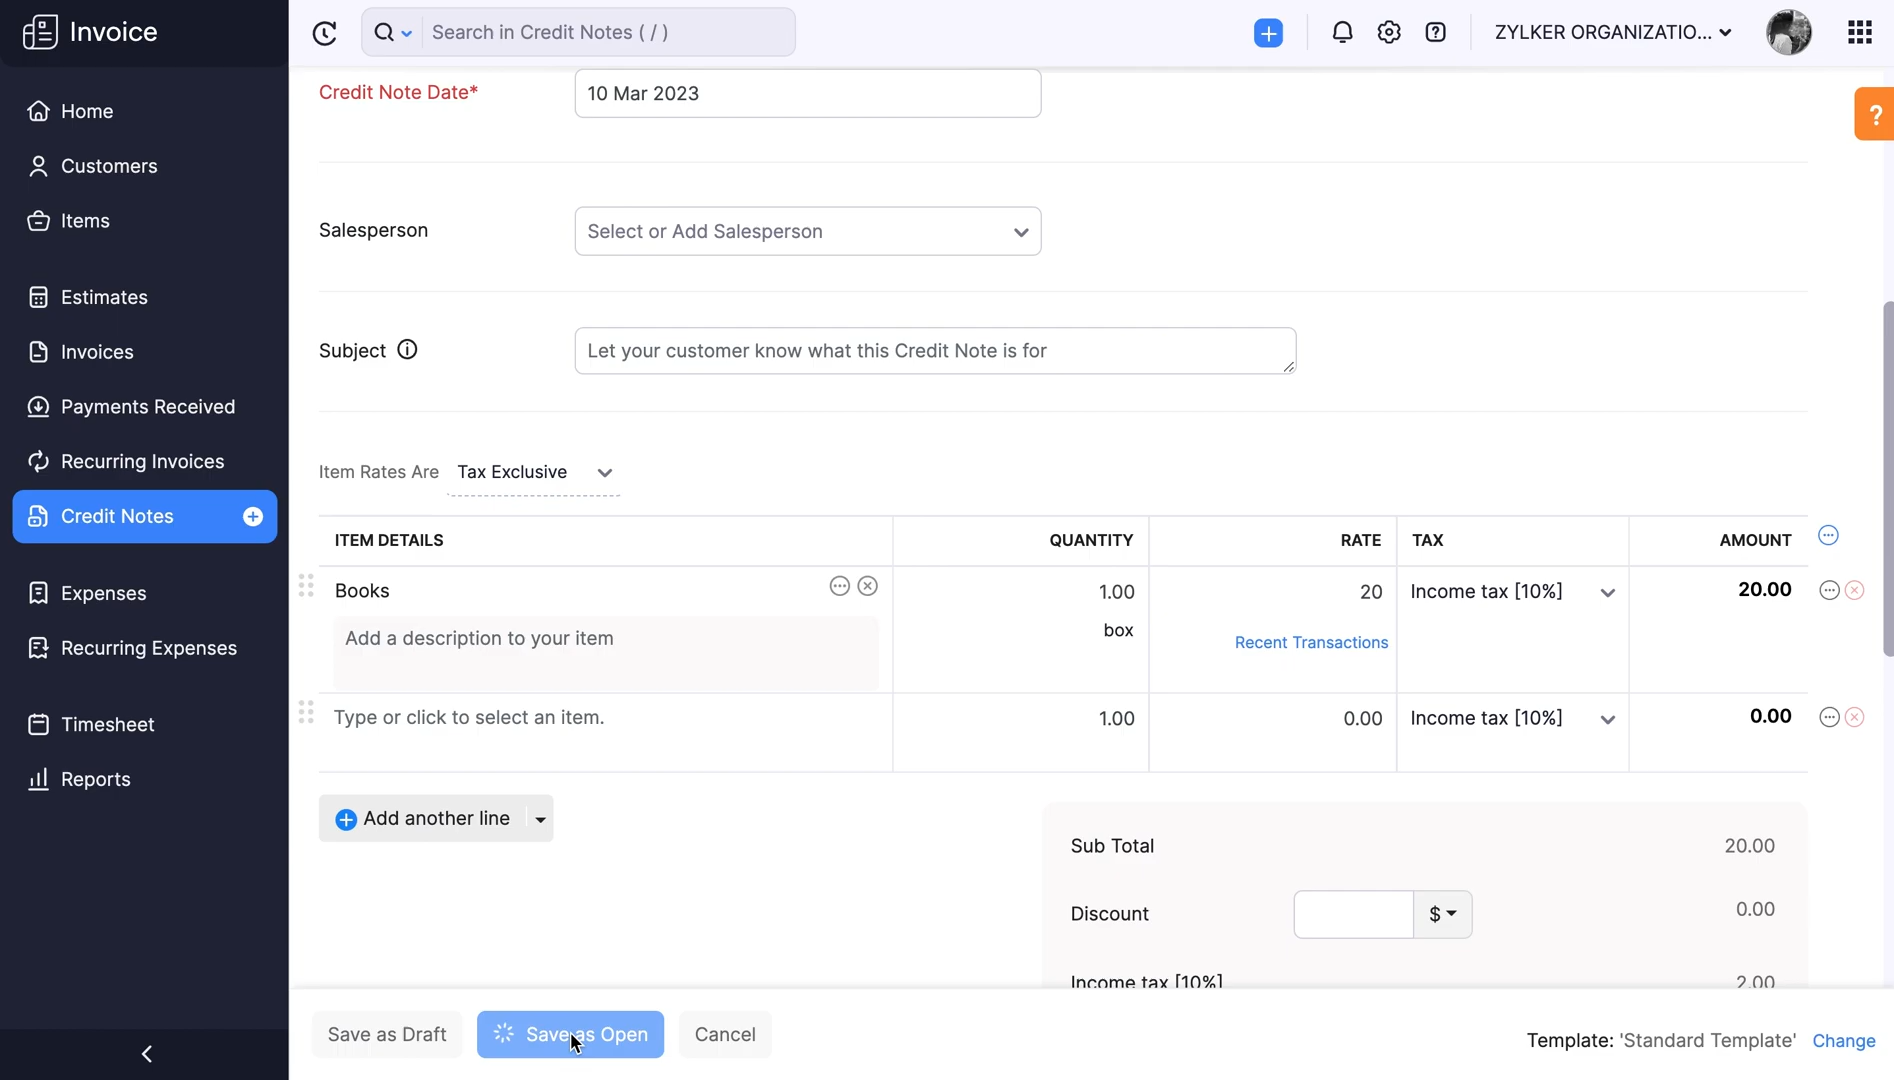 Invoice
Search in Credit Notes ( / )
ZYLKER ORGANIZATIO...
?
Home
Customers
Items
Estimates
Invoices
Payments Received
Recurring Invoices
Credit Notes
Expenses
Recurring Expenses
Timesheet
Reports
Credit Note Date*
10 Mar 2023
Salesperson
Select or Add Salesperson
Subject
Let your customer know what this Credit Note is for
Item Rates Are Tax Exclusive
ITEM DETAILS QUANTITY RATE TAX AMOUNT
Books 1.00 20 Income tax [10%] 20.00
Add a description to your item box Recent Transactions
Type or click to select an item. 1.00 0.00 Income tax [10%] 0.00
Add another line
Sub Total 20.00
Discount $ 0.00
Income tax [10%] 2.00
Save as Draft Save as Open Cancel
Template: 'Standard Template' Change